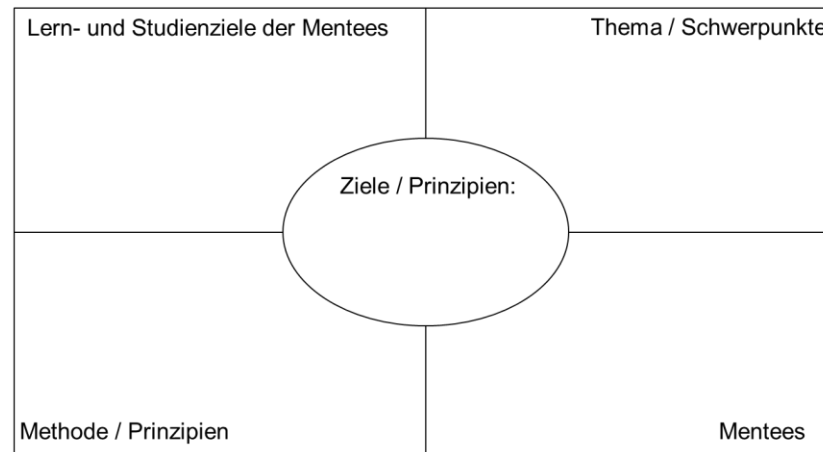 Lern- und Studienziele der Mentees
Thema / Schwerpunkte
Ziele / Prinzipien:
Methode / Prinzipien
Mentees